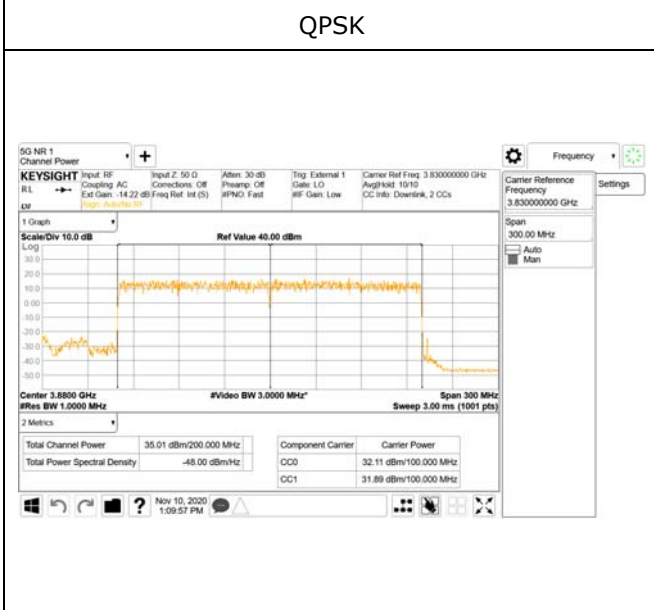 QPSK
5G NR 1
Channel Power
KEYSIGHT
RL
Input: RF
Coupling: AC
Ext Gain: -14.22 dB
Align: Auto/No RF
Input Z: 50 Ω
Corrections: Off
Freq Ref: Int (S)
Atten: 30 dB
Preamp: Off
#PNO: Fast
Trig: External 1
Gate: LO
#IF Gain: Low
Carrier Ref Freq: 3.830000000 GHz
Avg|Hold: 10/10
CC Info: Downlink, 2 CCs
Frequency
Carrier Reference
Frequency
3.830000000 GHz
Settings
Span
300.00 MHz
Auto
Man
1 Graph
Scale/Div 10.0 dB
Ref Value 40.00 dBm
Log
30.0
20.0
10.0
0.00
-10.0
-20.0
-30.0
-40.0
-50.0
Center 3.8800 GHz
#Video BW 3.0000 MHz*
Span 300 MHz
#Res BW 1.0000 MHz
Sweep 3.00 ms (1001 pts)
2 Metrics
Total Channel Power 35.01 dBm/200.000 MHz
Total Power Spectral Density -48.00 dBm/Hz
Component Carrier Carrier Power
CC0 32.11 dBm/100.000 MHz
CC1 31.89 dBm/100.000 MHz
?
Nov 10, 2020
1:09:57 PM